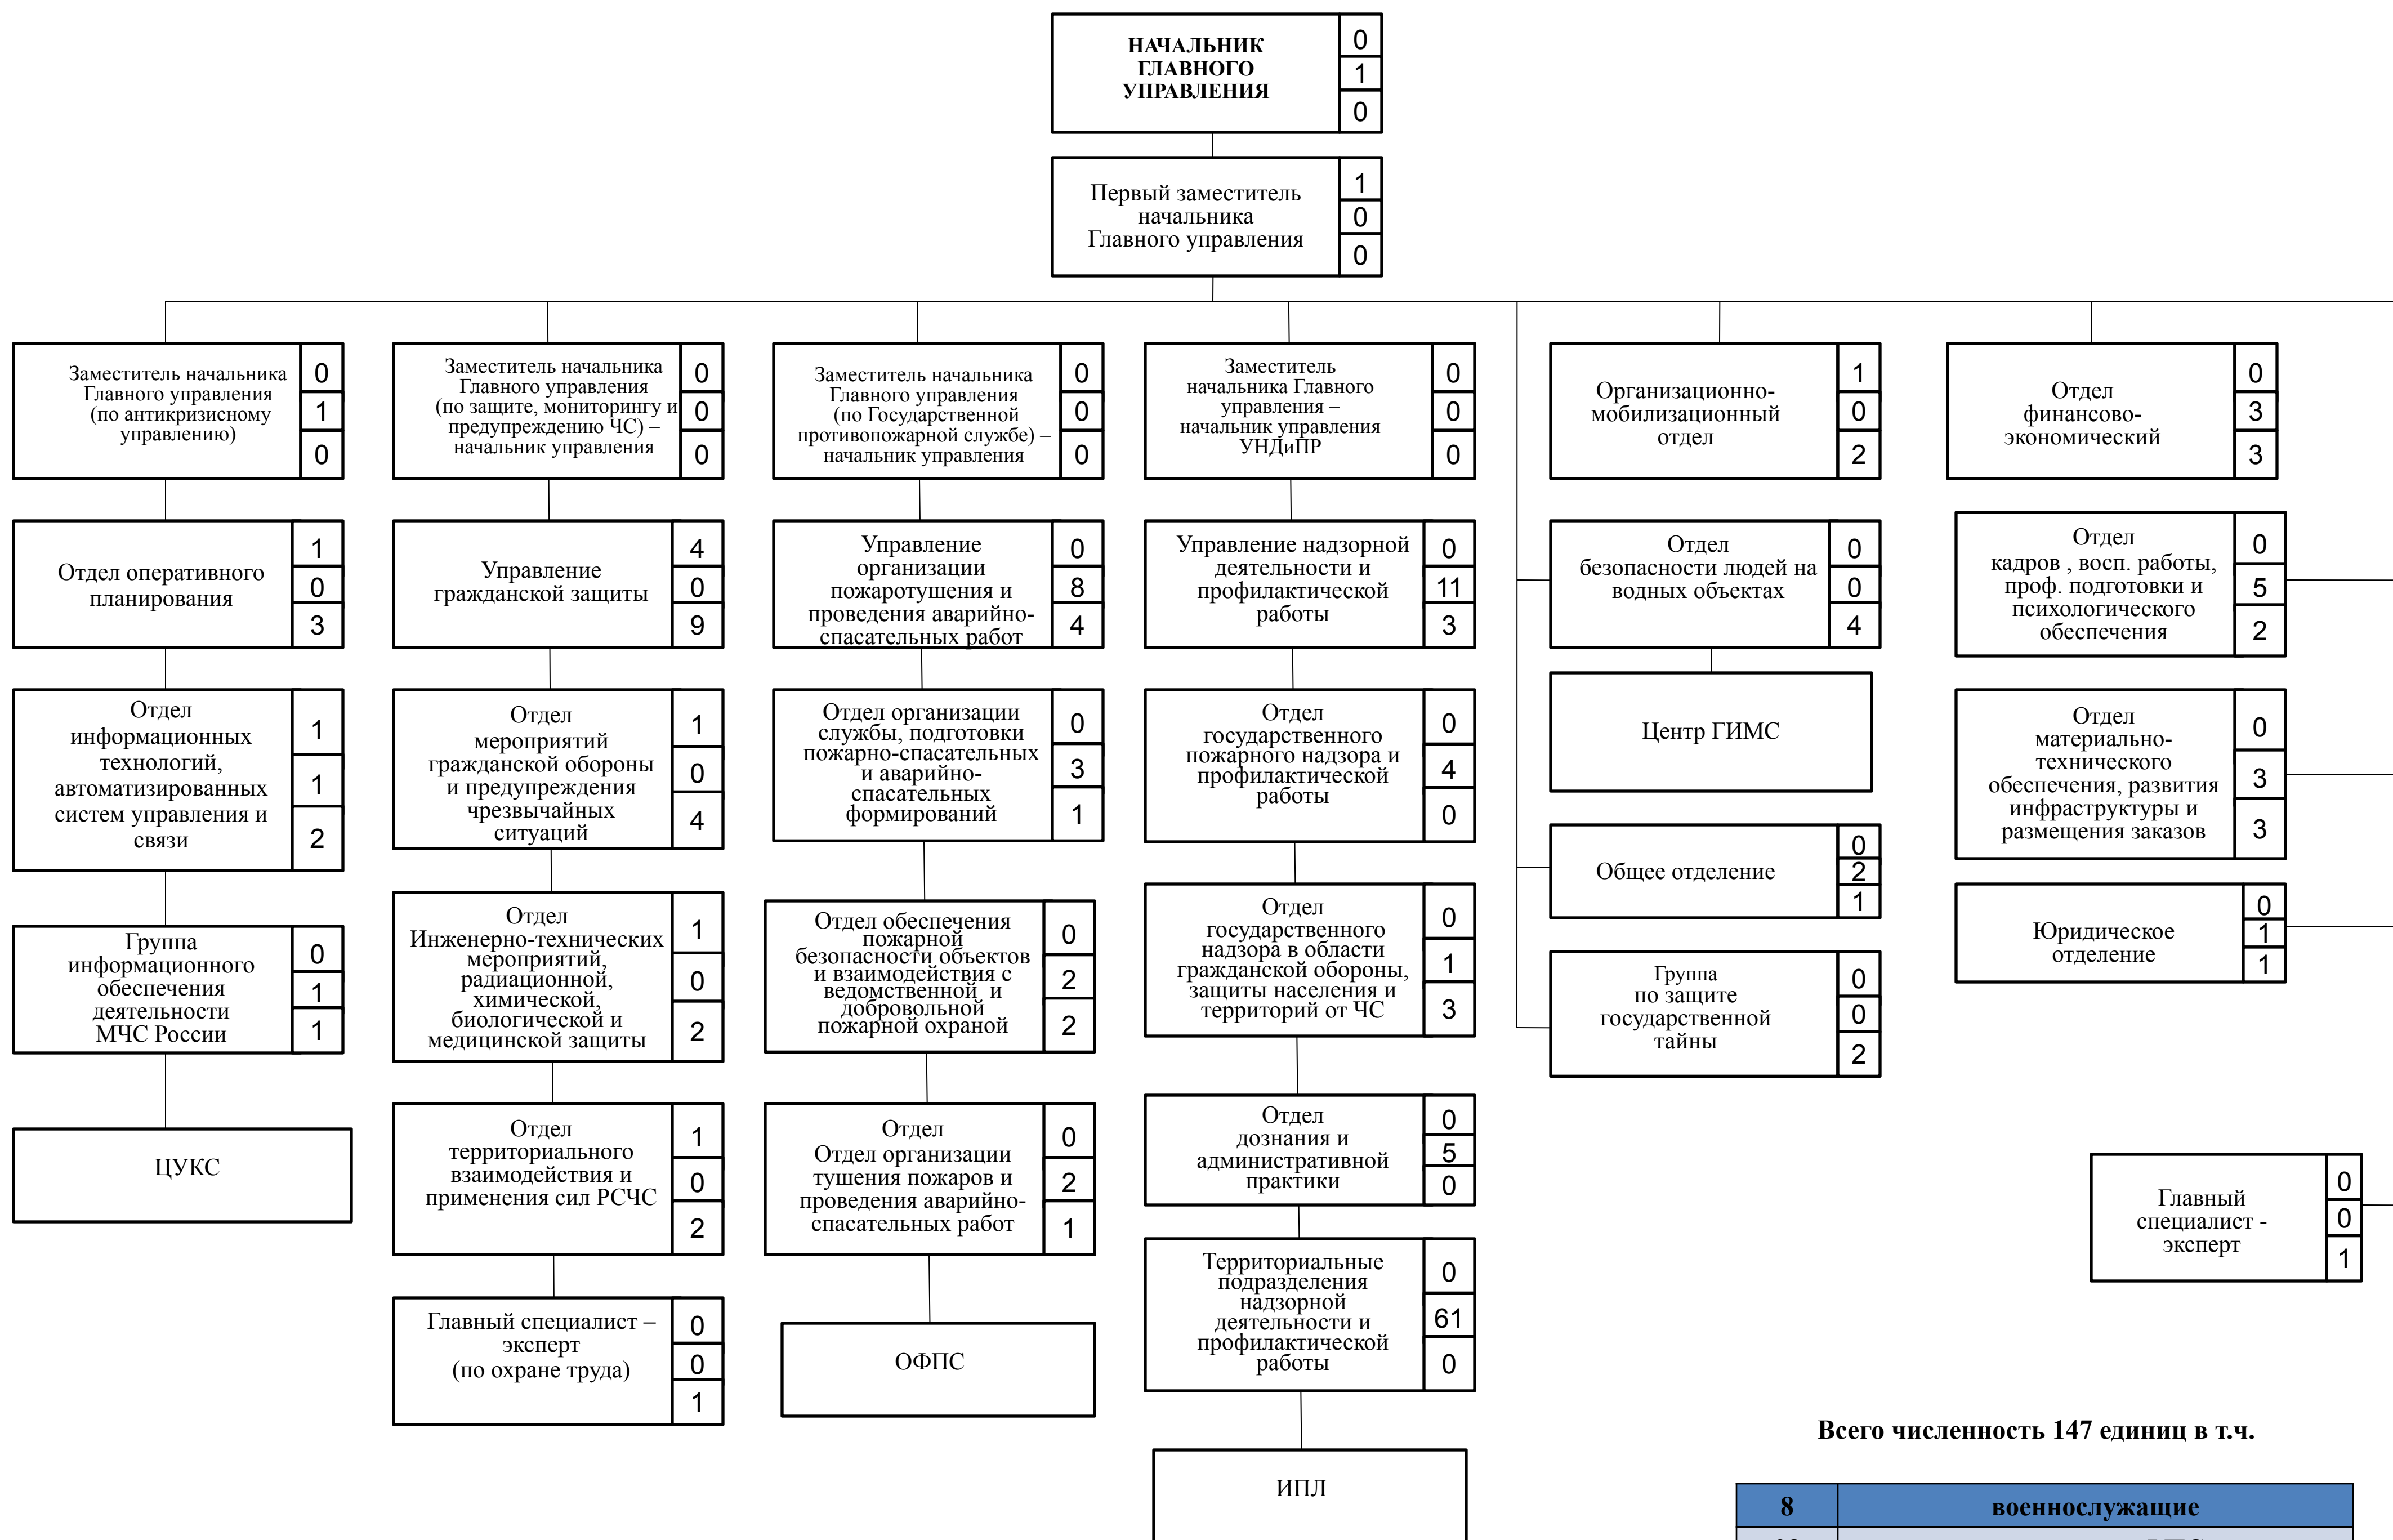 НАЧАЛЬНИК
ГЛАВНОГО
УПРАВЛЕНИЯ
0
1
0
Первый заместитель
начальника
Главного управления
1
0
0
Заместитель начальника
Главного управления
(по антикризисному
управлению)
0
1
0
Заместитель начальника
Главного управления
(по защите, мониторингу и
предупреждению ЧС) –
начальник управления
0
0
0
Заместитель начальника
Главного управления
(по Государственной
противопожарной службе) –
начальник управления
0
0
0
Заместитель
начальника Главного
управления –
начальник управления
УНДиПР
0
0
0
Организационно-
мобилизационный
отдел
1
0
2
Отдел
финансово-
экономический
0
3
3
Отдел оперативного
планирования
1
0
3
Управление
гражданской защиты
4
0
9
Управление
организации
пожаротушения и
проведения аварийно-
спасательных работ
0
8
4
Управление надзорной
деятельности и
профилактической
работы
0
11
3
Отдел
безопасности людей на
водных объектах
0
0
4
Отдел
кадров , восп. работы,
проф. подготовки и
психологического
обеспечения
0
5
2
Отдел
информационных
технологий,
автоматизированных
систем управления и
связи
1
1
2
Отдел
мероприятий
гражданской обороны
и предупреждения
чрезвычайных
ситуаций
1
0
4
Отдел организации
службы, подготовки
пожарно-спасательных
и аварийно-
спасательных
формирований
0
3
1
Отдел
государственного
пожарного надзора и
профилактической
работы
0
4
0
Центр ГИМС
Отдел
материально-
технического
обеспечения, развития
инфраструктуры и
размещения заказов
0
3
3
Общее отделение
0
2
1
Группа
информационного
обеспечения
деятельности
МЧС России
0
1
1
Отдел
Инженерно-технических
мероприятий,
радиационной,
химической,
биологической и
медицинской защиты
1
0
2
Отдел обеспечения
пожарной
безопасности объектов
и взаимодействия с
ведомственной и
добровольной
пожарной охраной
0
2
2
Отдел
государственного
надзора в области
гражданской обороны,
защиты населения и
территорий от ЧС
0
1
3
Группа
по защите
государственной
тайны
0
0
2
Юридическое
отделение
0
1
1
ЦУКС
Отдел
территориального
взаимодействия и
применения сил РСЧС
1
0
2
Отдел
Отдел организации
тушения пожаров и
проведения аварийно-
спасательных работ
0
2
1
Отдел
дознания и
административной
практики
0
5
0
Главный
специалист -
эксперт
0
0
1
Главный специалист –
эксперт
(по охране труда)
0
0
1
ОФПС
Территориальные
подразделения
надзорной
деятельности и
профилактической
работы
0
61
0
ИПЛ
Всего численность 147 единиц в т.ч.
8 военнослужащие